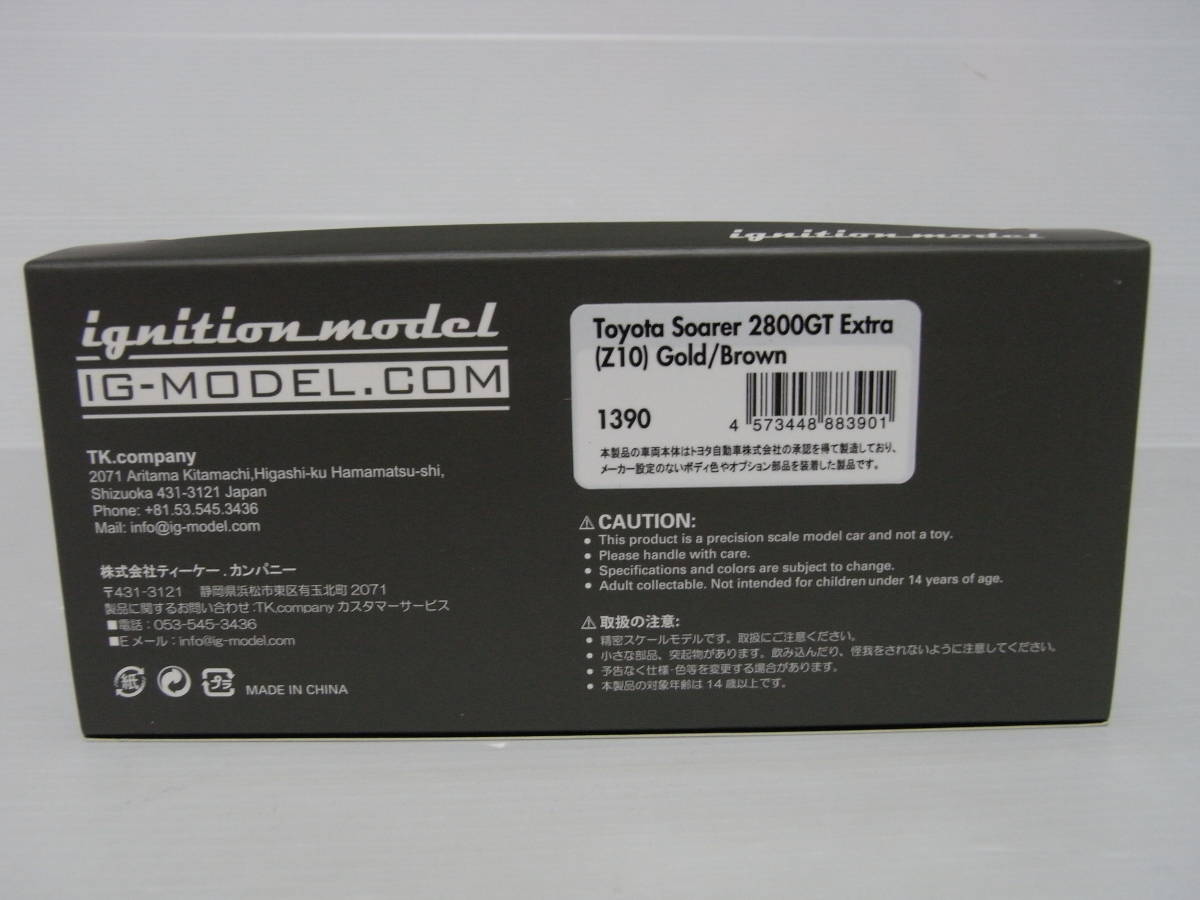 ignition model
ignition model
IG-MODEL.COM
TK.company
2071 Aritama Kitamachi,Higashi-ku Hamamatsu-shi,
Shizuoka 431-3121 Japan
Phone: +81.53.545.3436
Mail: info@ig-model.com
株式会社ティーケー.カンパニー
〒431-3121 静岡県浜松市東区有玉北町2071
製品に関するお問い合わせ:TK.company カスタマーサービス
■電話:053-545-3436
■Eメール:info@ig-model.com
紙 プラ MADE IN CHINA
Toyota Soarer 2800GT Extra
(Z10) Gold/Brown
1390
4 573448 883901
本製品の車両本体はトヨタ自動車株式会社の承認を得て製造しており、
メーカー設定のないボディ色やオプション部品を装着した製品です。
⚠CAUTION:
● This product is a precision scale model car and not a toy.
● Please handle with care.
● Specifications and colors are subject to change.
● Adult collectable. Not intended for children under 14 years of age.
⚠取扱の注意:
● 精密スケールモデルです。取扱にご注意ください。
● 小さな部品、突起物があります。飲み込んだり、怪我をされないように注意してください。
● 予告なく仕様・色等を変更する場合があります。
● 本製品の対象年齢は14歳以上です。